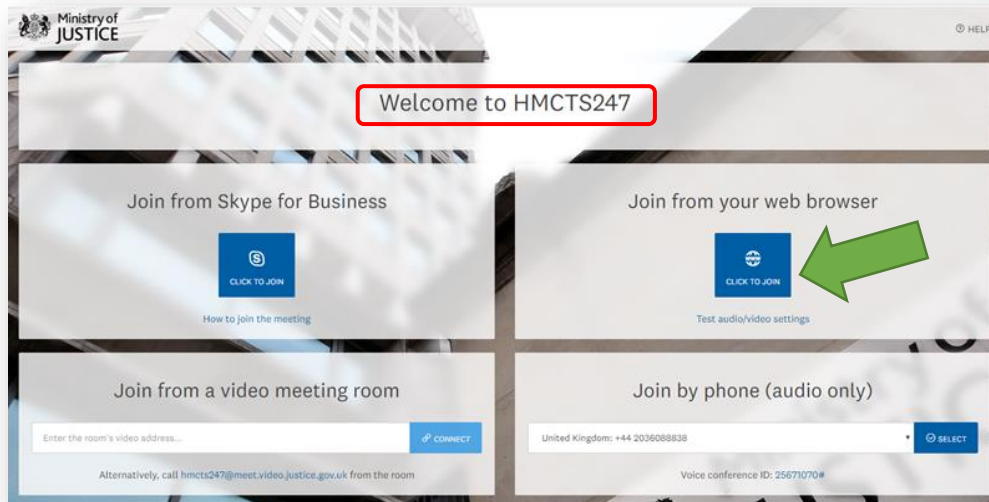 Ministry of
JUSTICE
HELP
Welcome to HMCTS247
Join from Skype for Business
CLICK TO JOIN
How to join the meeting
Join from your web browser
CLICK TO JOIN
Test audio/video settings
Join from a video meeting room
Enter the room's video address...
CONNECT
Alternatively, call hmcts247@meet.video.justice.gov.uk from the room
Join by phone (audio only)
United Kingdom: +44 2036088838
SELECT
Voice conference ID: 25671070#